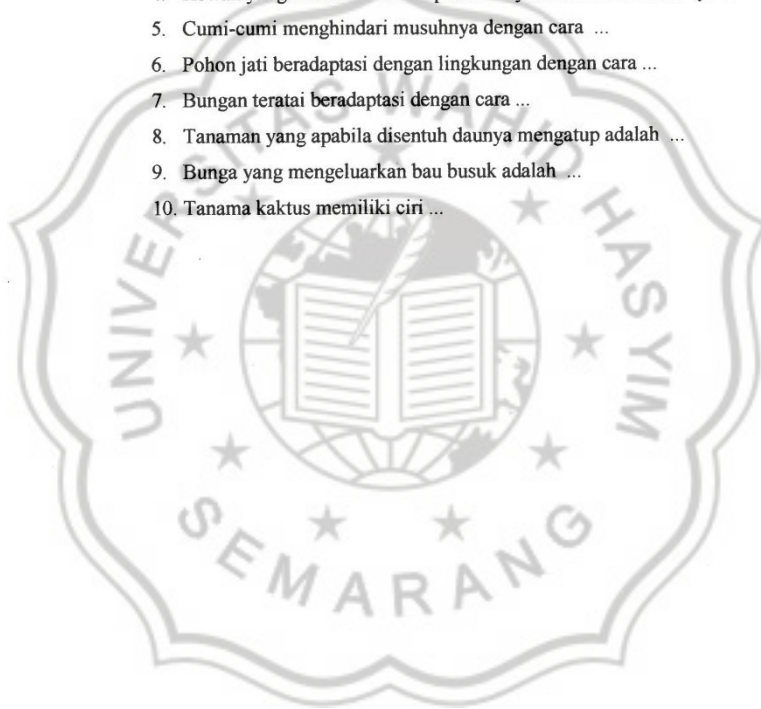 5. Cumi-cumi menghindari musuhnya dengan cara ...
6. Pohon jati beradaptasi dengan lingkungan dengan cara ...
7. Bungan teratai beradaptasi dengan cara ...
8. Tanaman yang apabila disentuh daunya mengatup adalah ...
9. Bunga yang mengeluarkan bau busuk adalah ...
10. Tanama kaktus memiliki ciri ...
UNIVERSITAS WAHID HASYIM
SEMARANG